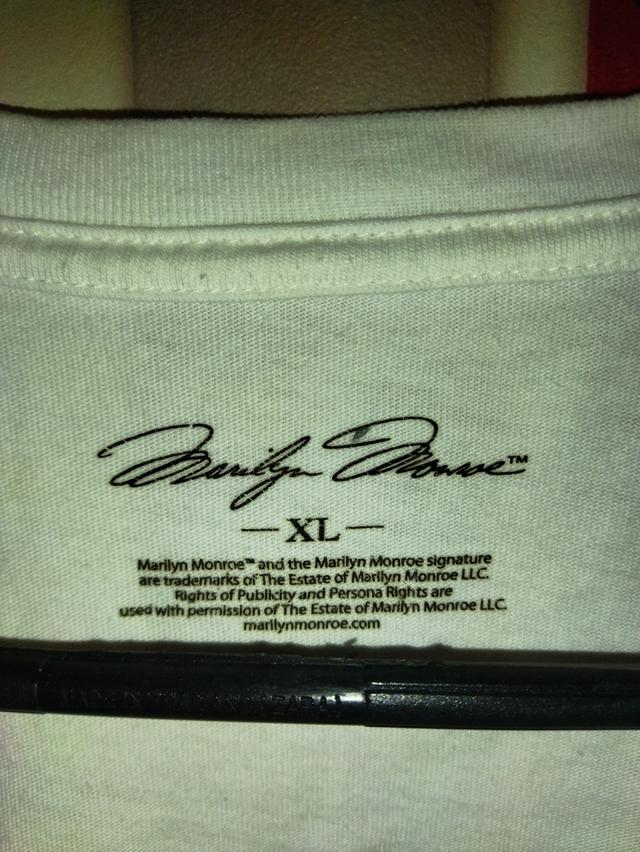 Marilyn Monroe™
— XL —
Marilyn Monroe™ and the Marilyn Monroe signature
are trademarks of The Estate of Marilyn Monroe LLC.
Rights of Publicity and Persona Rights are
used with permission of The Estate of Marilyn Monroe LLC.
marilynmonroe.com